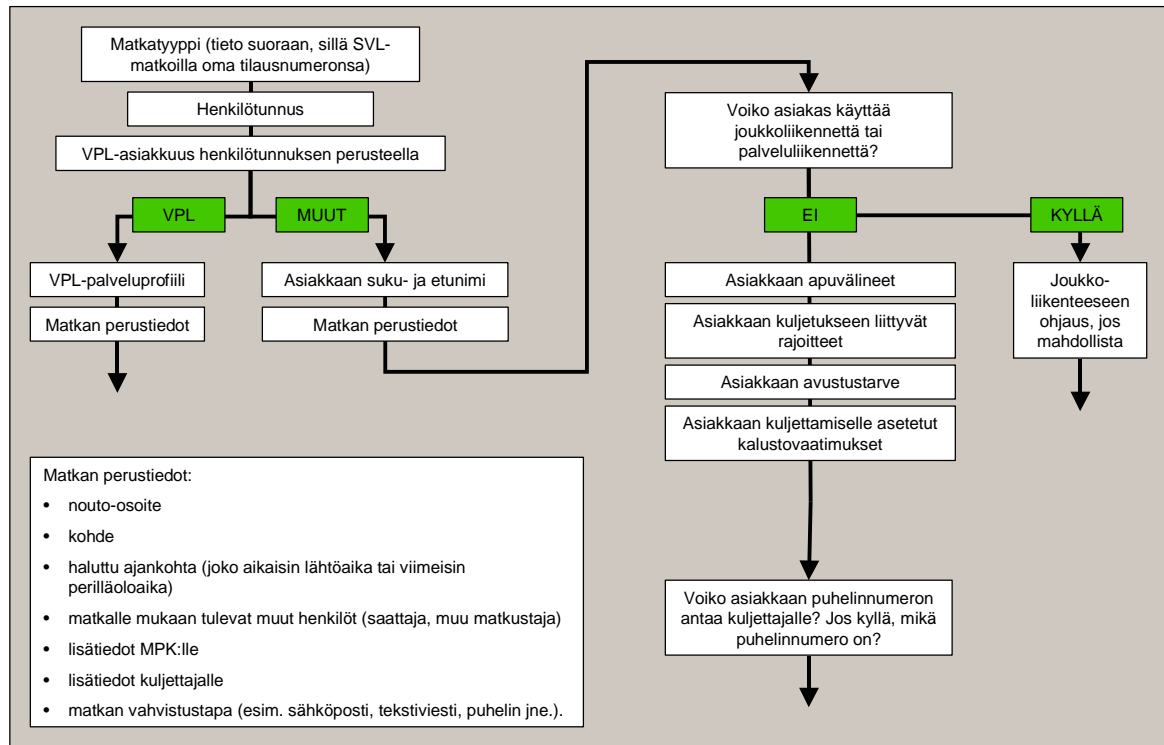 Matkatyyppi (tieto suoraan, sillä SVL-
matkoilla oma tilausnumeronsa)
Henkilötunnus
VPL-asiakkuus henkilötunnuksen perusteella
VPL
MUUT
VPL-palveluprofiili
Matkan perustiedot
Asiakkaan suku- ja etunimi
Matkan perustiedot
Voiko asiakas käyttää
joukkoliikennettä tai
palveluliikennettä?
EI
KYLLÄ
Asiakkaan apuvälineet
Asiakkaan kuljetukseen liittyvät
rajoitteet
Asiakkaan avustustarve
Asiakkaan kuljettamiselle asetetut
kalustovaatimukset
Joukko-
liikenteeseen
ohjaus, jos
mahdollista
Voiko asiakkaan puhelinnumeron
antaa kuljettajalle? Jos kyllä, mikä
puhelinnumero on?
Matkan perustiedot:
• nouto-osoite
• kohde
• haluttu ajankohta (joko aikaisin lähtöaika tai viimeisin
perilläoloaika)
• matkalle mukaan tulevat muut henkilöt (saattaja, muu matkustaja)
• lisätiedot MPK:lle
• lisätiedot kuljettajalle
• matkan vahvistustapa (esim. sähköposti, tekstiviesti, puhelin jne.).